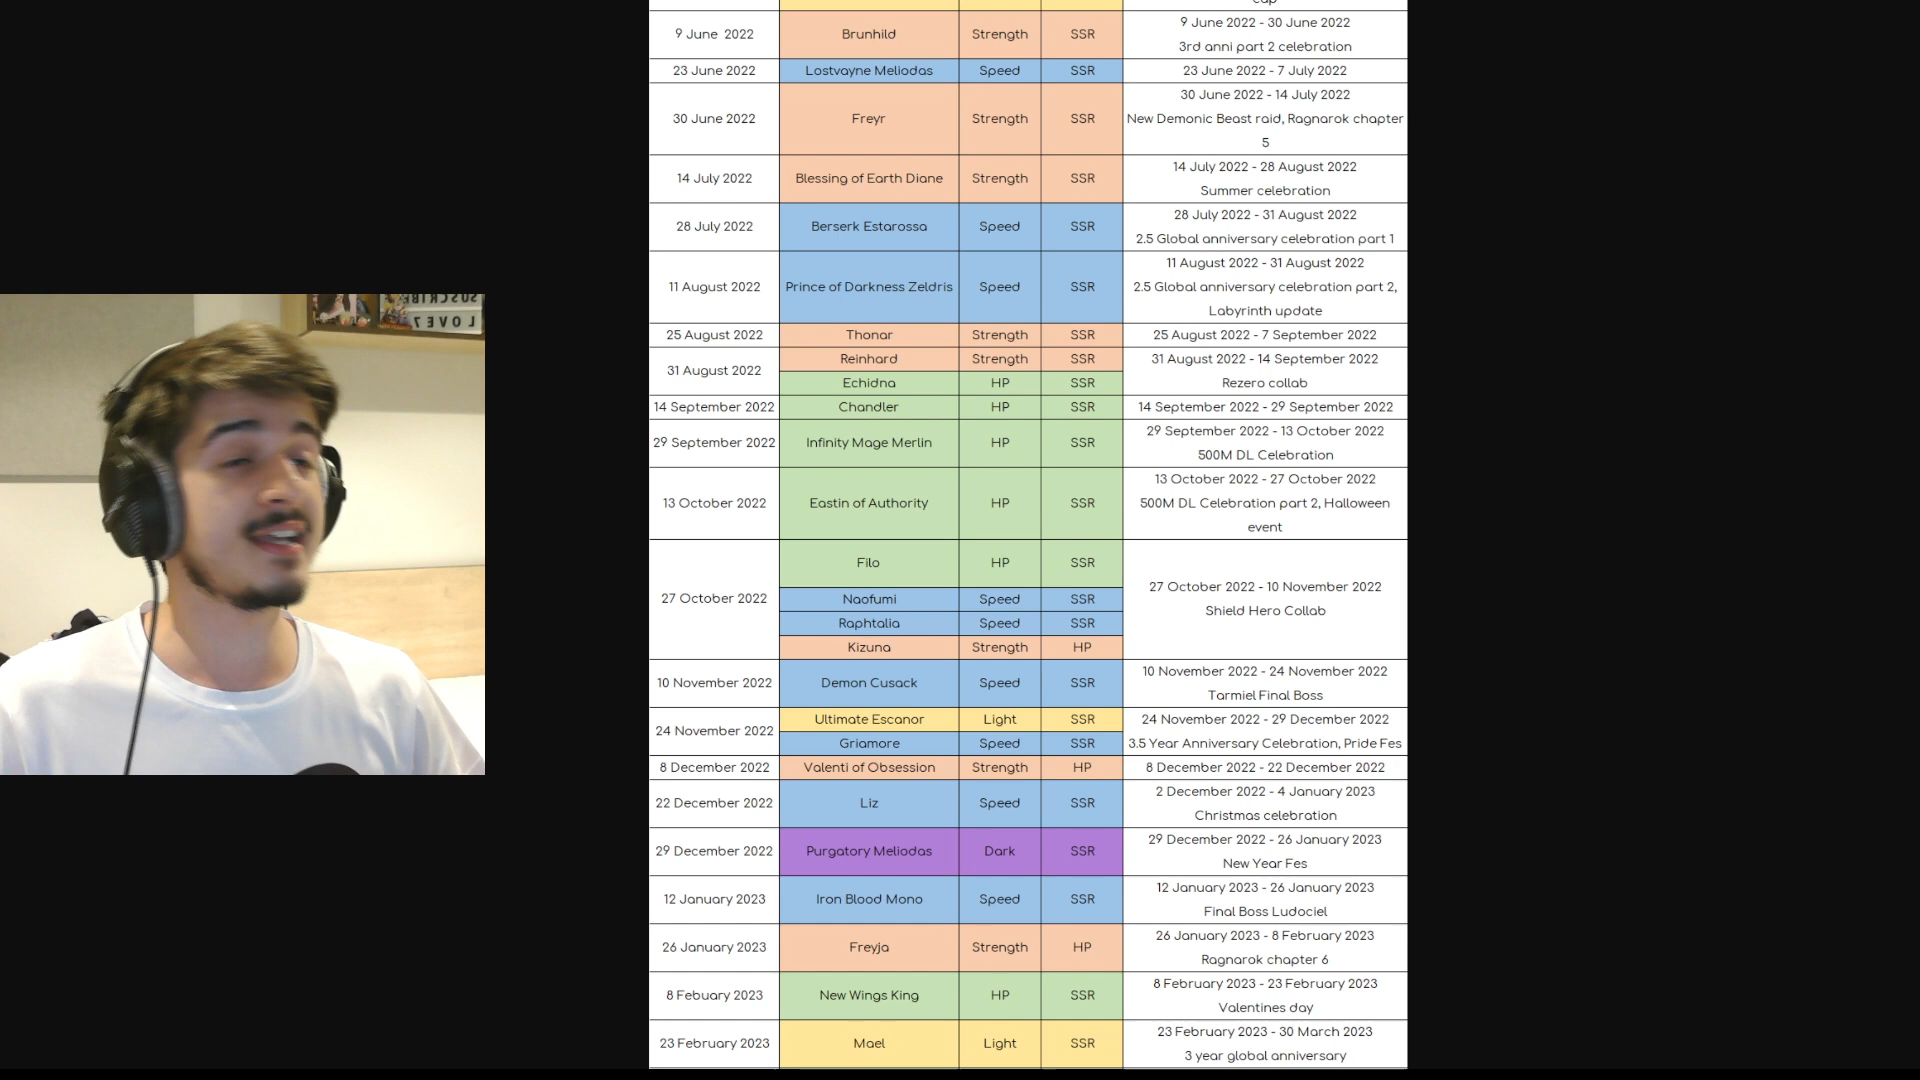 cap
9 June 2022 Brunhild Strength SSR 9 June 2022 - 30 June 2022
3rd anni part 2 celebration
23 June 2022 Lostvayne Meliodas Speed SSR 23 June 2022 - 7 July 2022
30 June 2022 Freyr Strength SSR 30 June 2022 - 14 July 2022
New Demonic Beast raid, Ragnarok chapter
5
14 July 2022 Blessing of Earth Diane Strength SSR 14 July 2022 - 28 August 2022
Summer celebration
28 July 2022 Berserk Estarossa Speed SSR 28 July 2022 - 31 August 2022
2.5 Global anniversary celebration part 1
11 August 2022 Prince of Darkness Zeldris Speed SSR 11 August 2022 - 31 August 2022
2.5 Global anniversary celebration part 2,
Labyrinth update
25 August 2022 Thonar Strength SSR 25 August 2022 - 7 September 2022
31 August 2022 Reinhard Strength SSR 31 August 2022 - 14 September 2022
Echidna HP SSR Rezero collab
14 September 2022 Chandler HP SSR 14 September 2022 - 29 September 2022
29 September 2022 Infinity Mage Merlin HP SSR 29 September 2022 - 13 October 2022
500M DL Celebration
13 October 2022 Eastin of Authority HP SSR 13 October 2022 - 27 October 2022
500M DL Celebration part 2, Halloween
event
27 October 2022 Filo HP SSR 27 October 2022 - 10 November 2022
Naofumi Speed SSR Shield Hero Collab
Raphtalia Speed SSR
Kizuna Strength HP
10 November 2022 Demon Cusack Speed SSR 10 November 2022 - 24 November 2022
Tarmiel Final Boss
24 November 2022 Ultimate Escanor Light SSR 24 November 2022 - 29 December 2022
Griamore Speed SSR 3.5 Year Anniversary Celebration, Pride Fes
8 December 2022 Valenti of Obsession Strength HP 8 December 2022 - 22 December 2022
22 December 2022 Liz Speed SSR 2 December 2022 - 4 January 2023
Christmas celebration
29 December 2022 Purgatory Meliodas Dark SSR 29 December 2022 - 26 January 2023
New Year Fes
12 January 2023 Iron Blood Mono Speed SSR 12 January 2023 - 26 January 2023
Final Boss Ludociel
26 January 2023 Freyja Strength HP 26 January 2023 - 8 February 2023
Ragnarok chapter 6
8 Febuary 2023 New Wings King HP SSR 8 February 2023 - 23 February 2023
Valentines day
23 February 2023 Mael Light SSR 23 February 2023 - 30 March 2023
3 year global anniversary
SUSCRIBE
LOVE 7